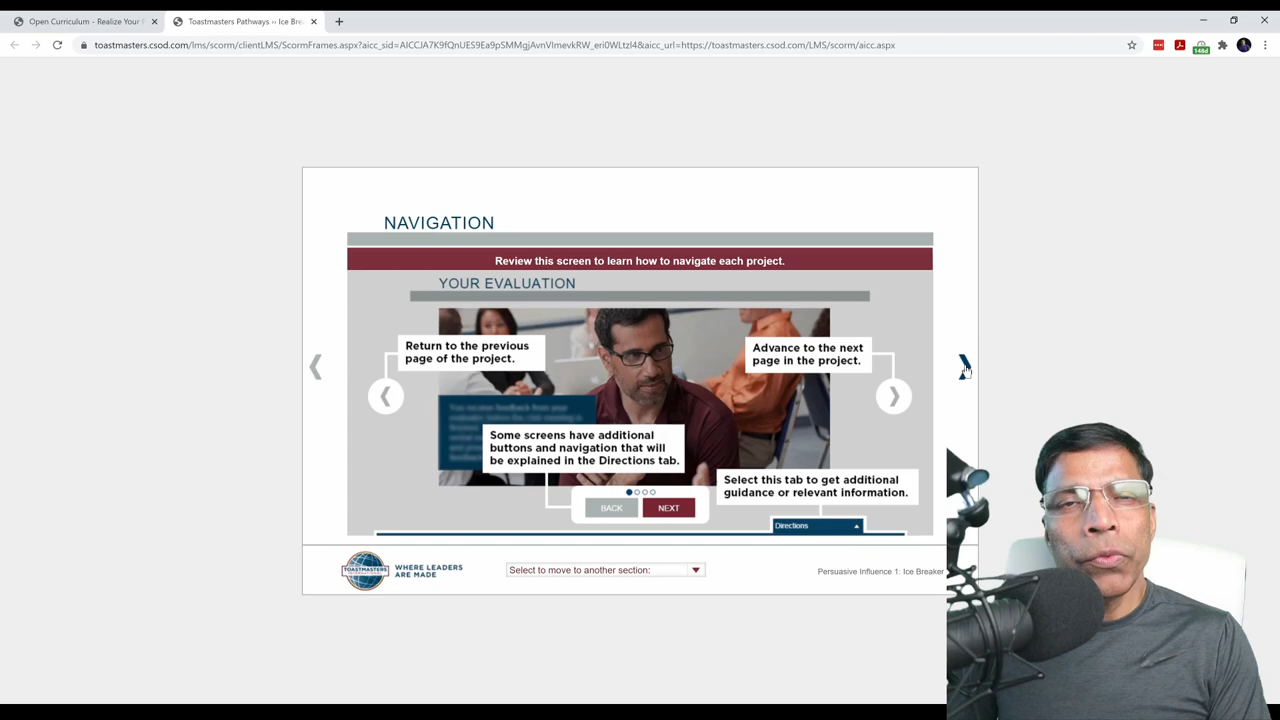 Open Curriculum - Realize Your P
Toastmasters Pathways ›› Ice Bre
toastmasters.csod.com/lms/scorm/clientLMS/ScormFrames.aspx?aicc_sid=AICCJA7K9fQnUES9Ea9pSMMgjAvnVImevkRW_eri0WLtzl4&aicc_url=https://toastmasters.csod.com/LMS/scorm/aicc.aspx
148d
NAVIGATION
Review this screen to learn how to navigate each project.
YOUR EVALUATION
Return to the previous
page of the project.
Advance to the next
page in the project.
Some screens have additional
buttons and navigation that will
be explained in the Directions tab.
Select this tab to get additional
guidance or relevant information.
BACK
NEXT
Directions
TOASTMASTERS
INTERNATIONAL
WHERE LEADERS
ARE MADE
Select to move to another section:
Persuasive Influence 1: Ice Breaker